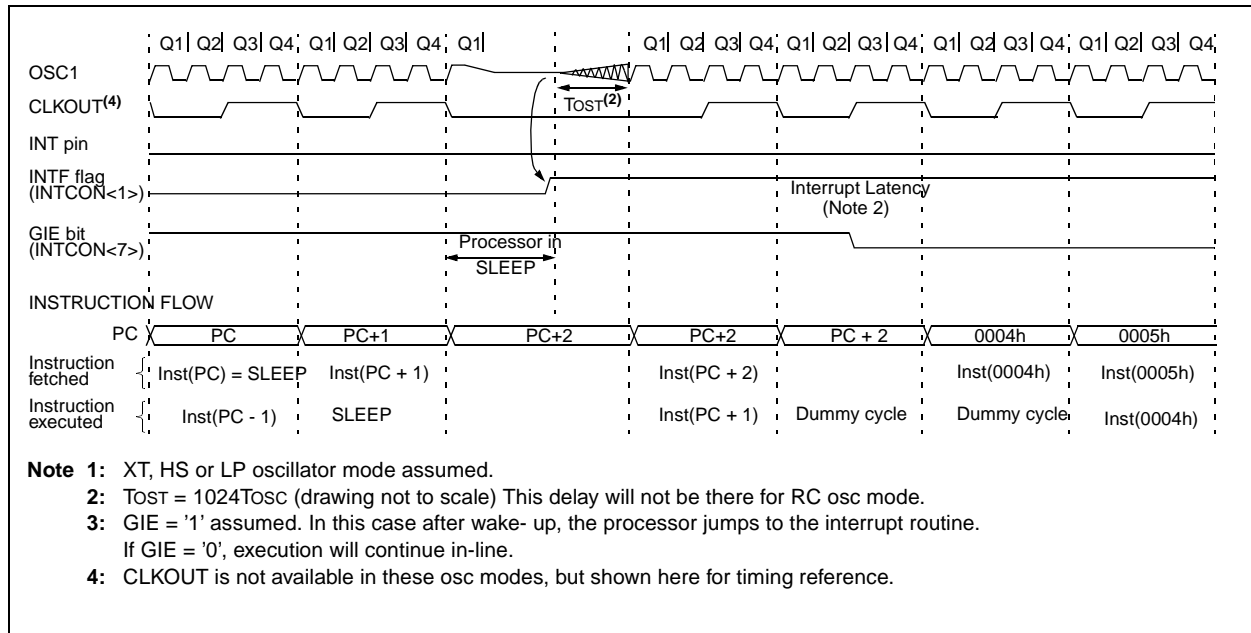 Q1 Q2 Q3 Q4 Q1 Q2 Q3 Q4 Q1 Q1 Q2 Q3 Q4 Q1 Q2 Q3 Q4 Q1 Q2 Q3 Q4 Q1 Q2 Q3 Q4
OSC1
CLKOUT(4)
TOST(2)
INT pin
INTF flag
(INTCON<1>)
Interrupt Latency
(Note 2)
GIE bit
(INTCON<7>)
Processor in
SLEEP
INSTRUCTION FLOW
PC PC PC+1 PC+2 PC+2 PC + 2 0004h 0005h
Instruction
fetched
Inst(PC) = SLEEP Inst(PC + 1) Inst(PC + 2) Inst(0004h) Inst(0005h)
Instruction
executed
Inst(PC - 1) SLEEP Inst(PC + 1) Dummy cycle Dummy cycle Inst(0004h)
Note 1: XT, HS or LP oscillator mode assumed.
2: TOST = 1024TOSC (drawing not to scale) This delay will not be there for RC osc mode.
3: GIE = '1' assumed. In this case after wake- up, the processor jumps to the interrupt routine.
If GIE = '0', execution will continue in-line.
4: CLKOUT is not available in these osc modes, but shown here for timing reference.